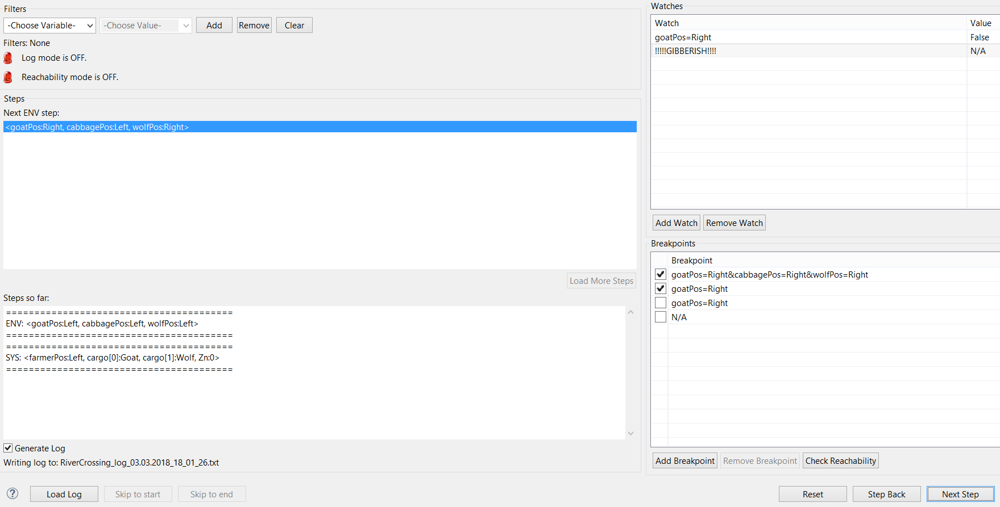 Filters
-Choose Variable- -Choose Value- Add Remove Clear
Filters: None
Log mode is OFF.
Reachability mode is OFF.
Steps
Next ENV step:
<goatPos:Right, cabbagePos:Left, wolfPos:Right>
Load More Steps
Steps so far:
========================================
ENV: <goatPos:Left, cabbagePos:Left, wolfPos:Left>
========================================
========================================
SYS: <farmerPos:Left, cargo[0]:Goat, cargo[1]:Wolf, Zn:0>
========================================
Generate Log
Writing log to: RiverCrossing_log_03.03.2018_18_01_26.txt
Watches
Watch Value
goatPos=Right False
!!!!!GIBBERISH!!!! N/A
Add Watch Remove Watch
Breakpoints
Breakpoint
goatPos=Right&cabbagePos=Right&wolfPos=Right
goatPos=Right
goatPos=Right
N/A
Add Breakpoint Remove Breakpoint Check Reachability
? Load Log Skip to start Skip to end Reset Step Back Next Step